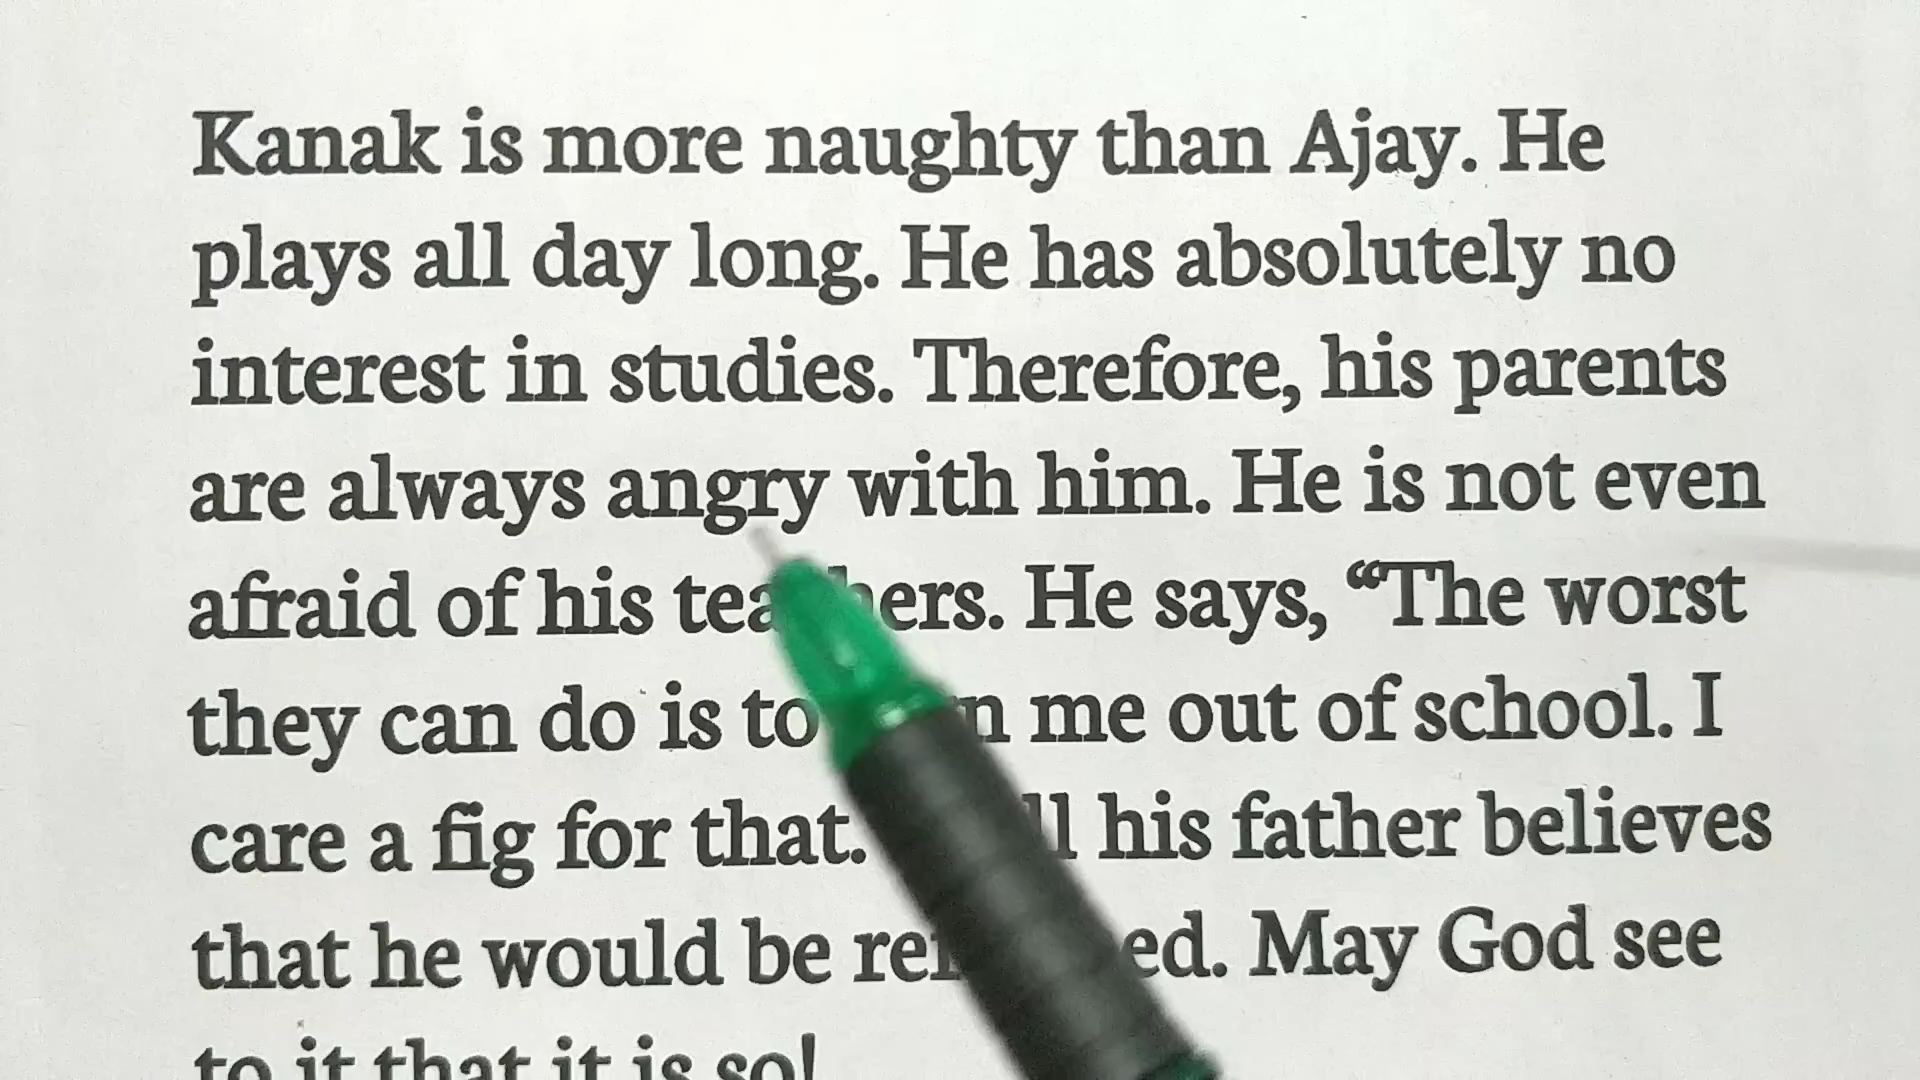 Kanak is more naughty than Ajay. He
plays all day long. He has absolutely no
interest in studies. Therefore, his parents
are always angry with him. He is not even
afraid of his teachers. He says, “The worst
they can do is to me out of school. I
care a fig for that. his father believes
that he would be May God see
to it that it is so!